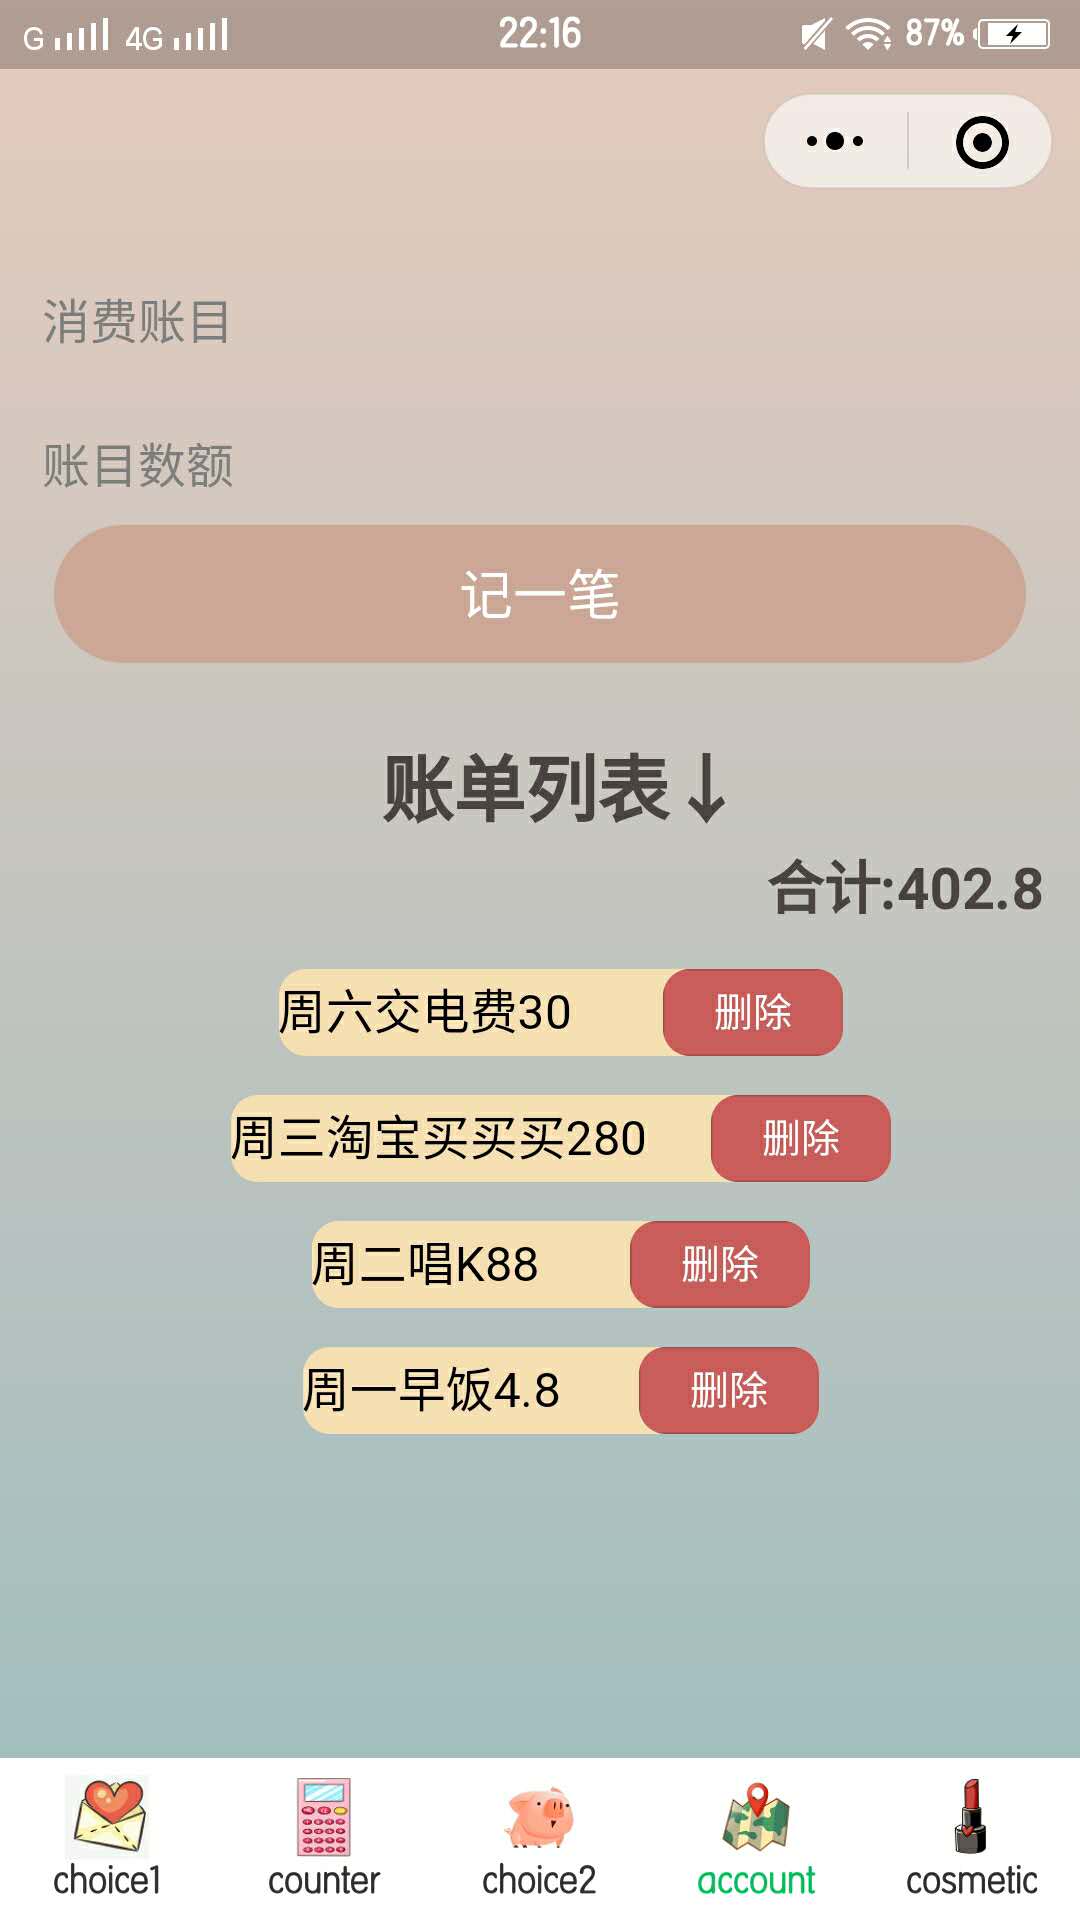 G 4G 22:16 87%
消费账目
账目数额
记一笔
账单列表↓
合计:402.8
周六交电费30 删除
周三淘宝买买买280 删除
周二唱K88 删除
周一早饭4.8 删除
choice1 counter choice2 account cosmetic